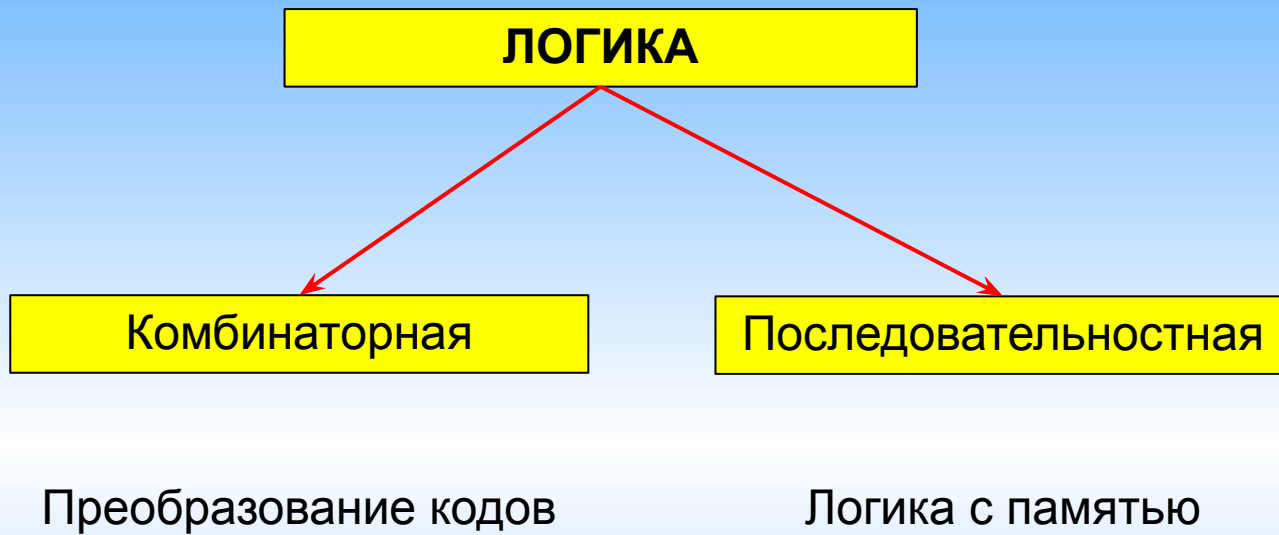 ЛОГИКА
Комбинаторная
Последовательностная
Преобразование кодов
Логика с памятью